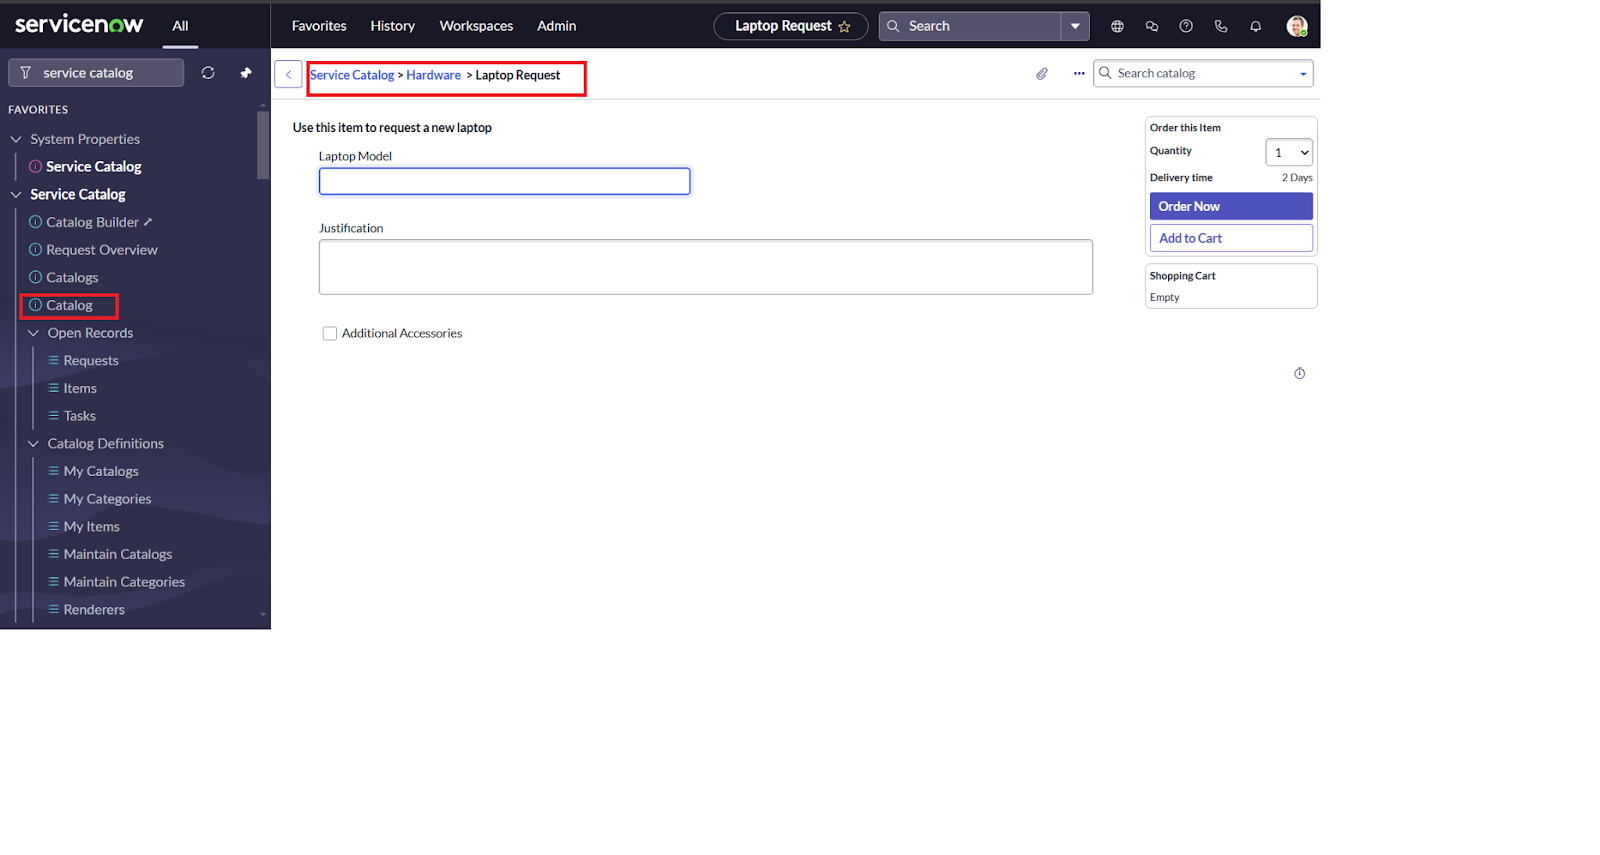 servicenow
All
Favorites
History
Workspaces
Admin
Laptop Request
Search
service catalog
FAVORITES
System Properties
Service Catalog
Service Catalog
Catalog Builder
Request Overview
Catalogs
Catalog
Open Records
Requests
Items
Tasks
Catalog Definitions
My Catalogs
My Categories
My Items
Maintain Catalogs
Maintain Categories
Renderers
Service Catalog > Hardware > Laptop Request
Search catalog
Use this item to request a new laptop
Laptop Model
Justification
Additional Accessories
Order this Item
Quantity 1
Delivery time 2 Days
Order Now
Add to Cart
Shopping Cart
Empty